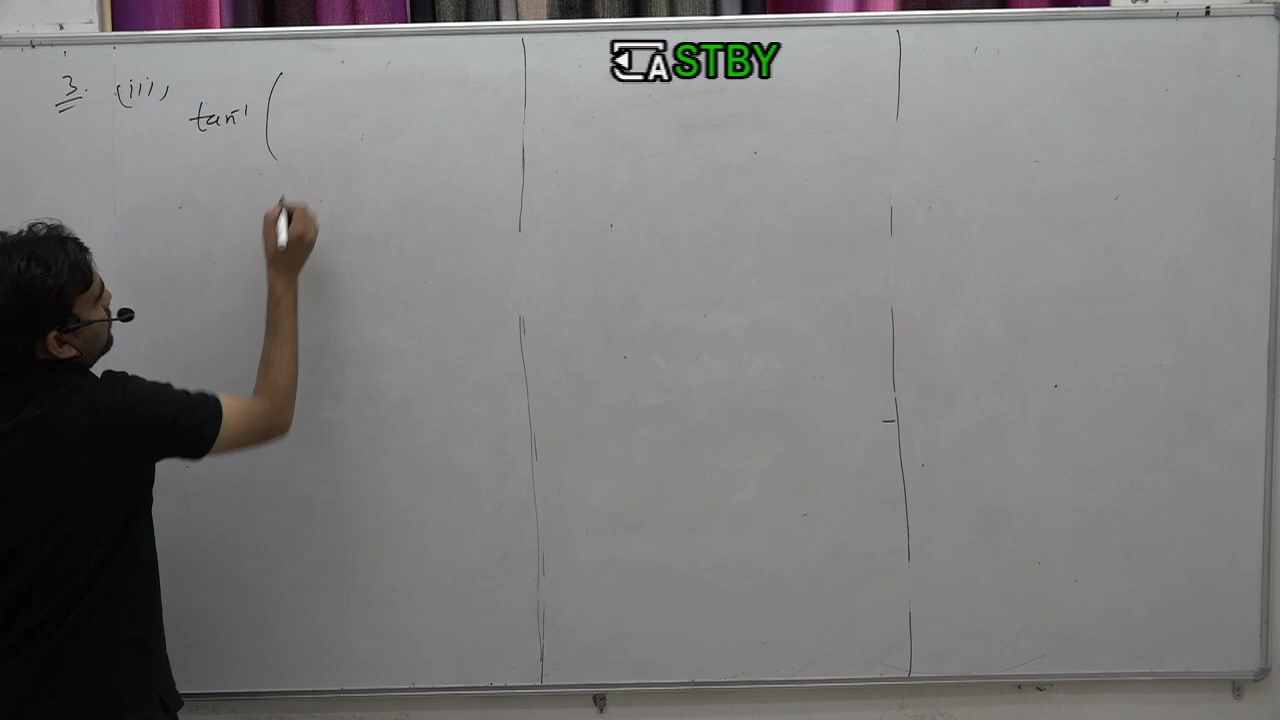 A STBY
3. (iii)
tan⁻¹ (